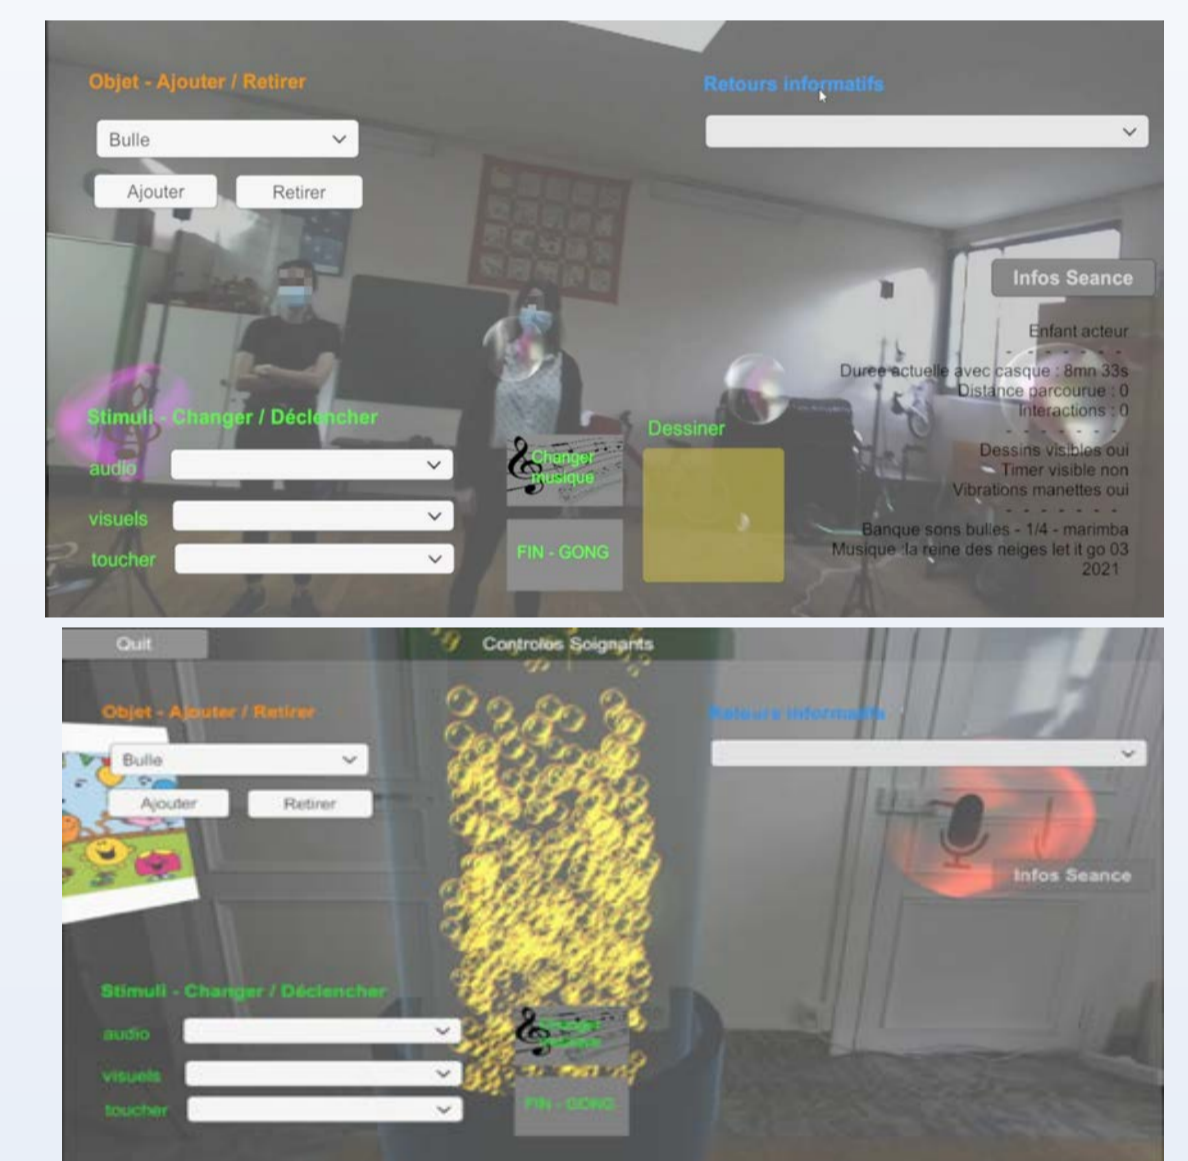 Objet - Ajouter / Retirer
Retours informatifs
Bulle
Ajouter
Retirer
Infos Seance
Enfant acteur
- - - - - - -
Duree actuelle avec casque : 8mn 33s
Distance parcourue : 0
Interactions : 0
- - - - - - -
Dessins visibles oui
Timer visible non
Vibrations manettes oui
- - - - - - -
Banque sons bulles - 1/4 - marimba
Musique :la reine des neiges let it go 03
2021
Stimuli - Changer / Déclencher
audio
visuels
toucher
Changer
musique
FIN - GONG
Dessiner
Quit
Controles Soignants
Objet - Ajouter / Retirer
Retours informatifs
Bulle
Ajouter
Retirer
Infos Seance
Stimuli - Changer / Déclencher
audio
visuels
toucher
Changer
musique
FIN - GONG